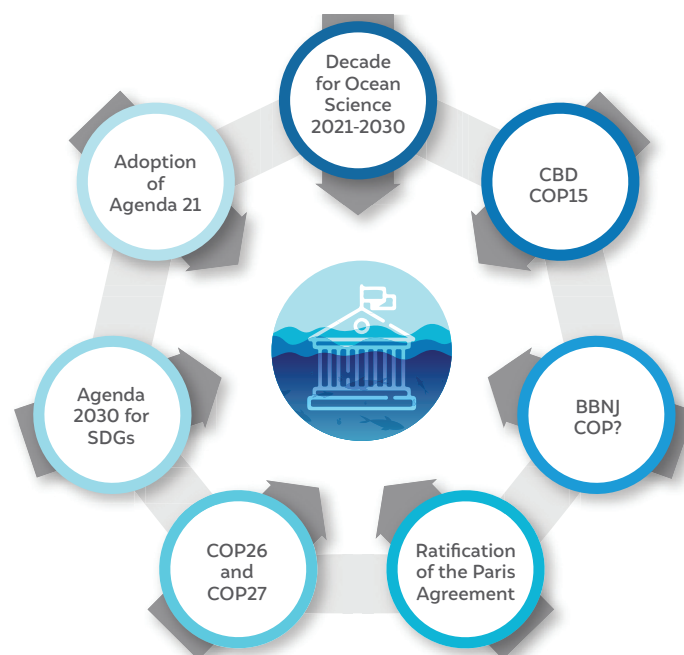 Decade
for Ocean
Science
2021-2030
CBD
COP15
BBNJ
COP?
Ratification
of the Paris
Agreement
COP26
and
COP27
Agenda
2030 for
SDGs
Adoption
of
Agenda 21